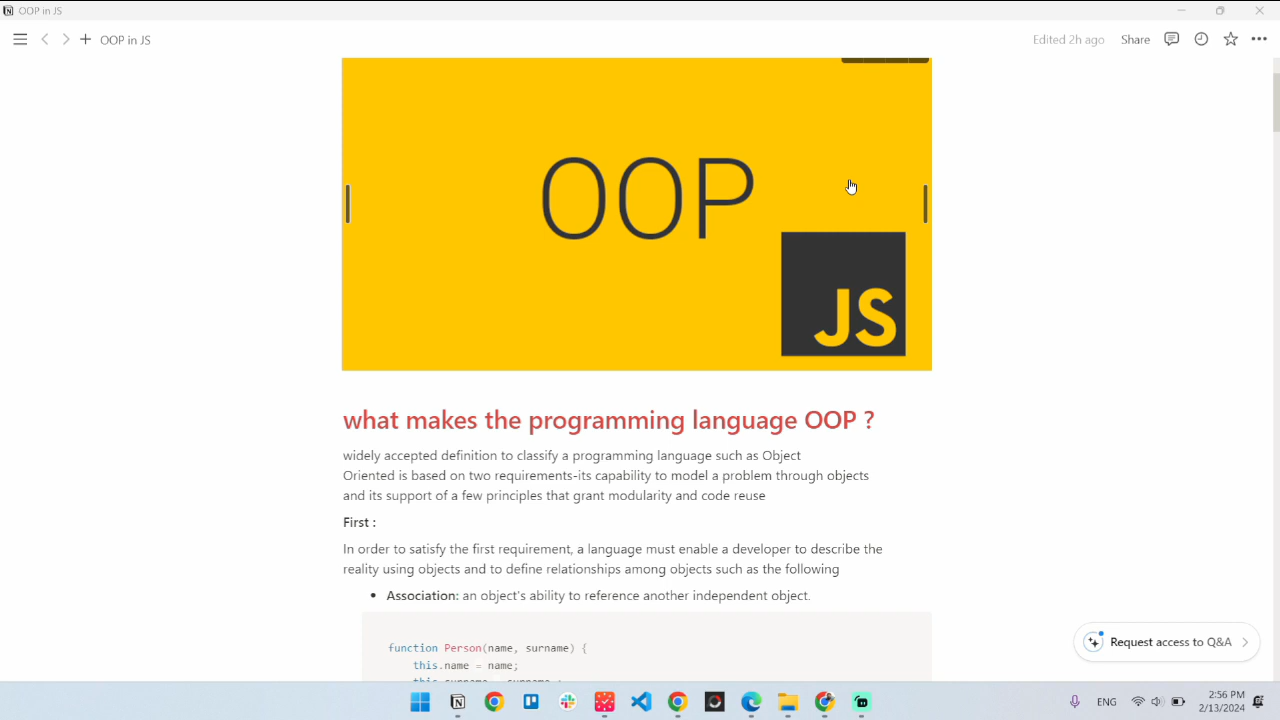 OOP in JS
OOP in JS
Edited 2h ago
Share
OOP
JS
what makes the programming language OOP ?
widely accepted definition to classify a programming language such as Object
Oriented is based on two requirements-its capability to model a problem through objects
and its support of a few principles that grant modularity and code reuse
First :
In order to satisfy the first requirement, a language must enable a developer to describe the
reality using objects and to define relationships among objects such as the following
• Association: an object's ability to reference another independent object.
function Person(name, surname) {
this.name = name;
Request access to Q&A
ENG
2:56 PM
2/13/2024